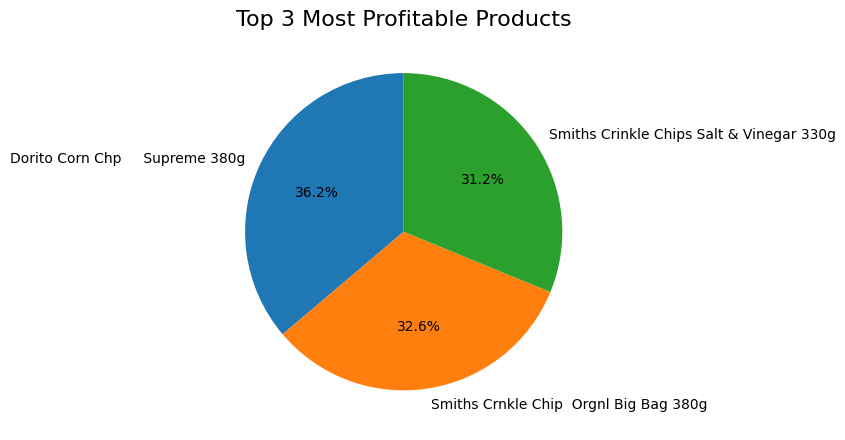 Top 3 Most Profitable Products
Smiths Crinkle Chips Salt & Vinegar 330g
Dorito Corn Chp     Supreme 380g
31.2%
36.2%
32.6%
Smiths Crnkle Chip  Orgnl Big Bag 380g